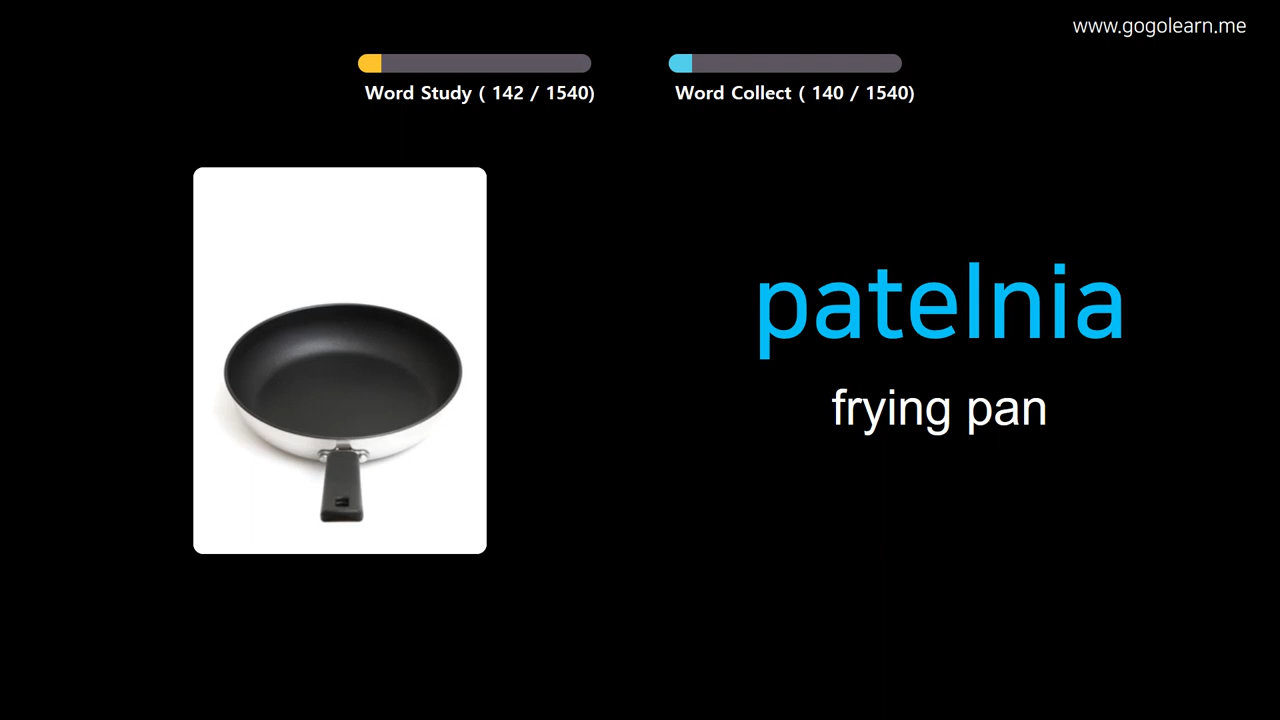 www.gogolearn.me
Word Study ( 142 / 1540)
Word Collect ( 140 / 1540)
patelnia
frying pan